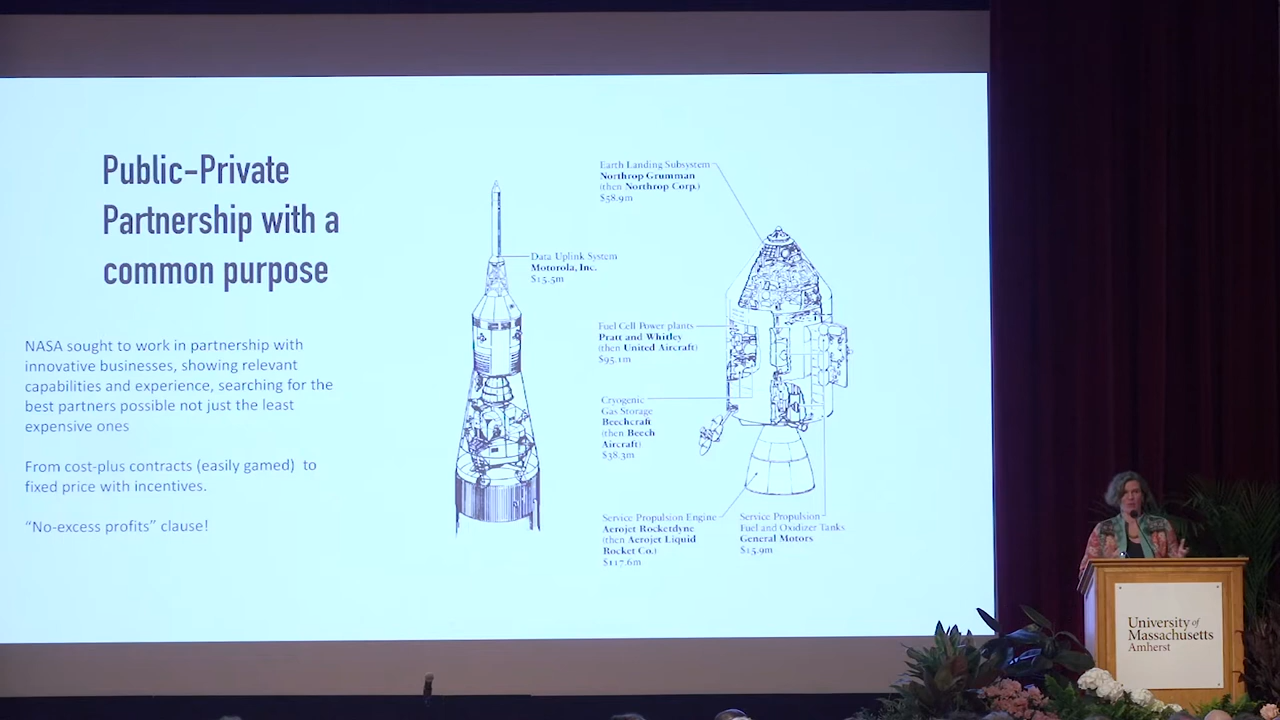 Public-Private
Partnership with a
common purpose
NASA sought to work in partnership with
innovative businesses, showing relevant
capabilities and experience, searching for the
best partners possible not just the least
expensive ones
From cost-plus contracts (easily gamed) to
fixed price with incentives.
“No-excess profits” clause!
Data Uplink System
Motorola, Inc.
$15.5m
Earth Landing Subsystem
Northrop Grumman
(then Northrop Corp.)
$58.9m
Fuel Cell Power plants
Pratt and Whitley
(then United Aircraft)
$95.1m
Cryogenic
Gas Storage
Beechcraft
(then Beech
Aircraft)
$38.3m
Service Propulsion Engine
Aerojet Rocketdyne
(then Aerojet Liquid
Rocket Co.)
$117.6m
Service Propulsion
Fuel and Oxidizer Tanks
General Motors
$15.9m
University of
Massachusetts
Amherst